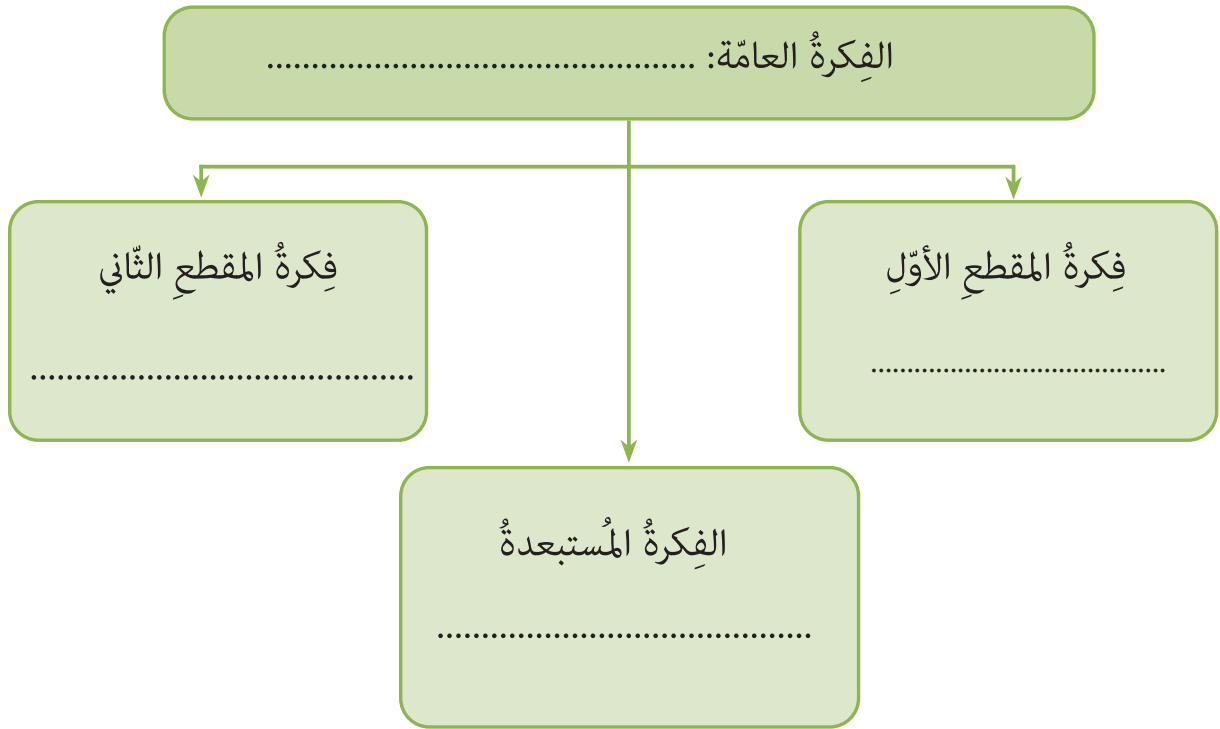 الفِكرةُ العامّة: ................................................
فِكرةُ المقطعِ الأوّلِ
.........................................
فِكرةُ المقطعِ الثّاني
...........................................
الفِكرةُ المُستبعدةُ
..........................................